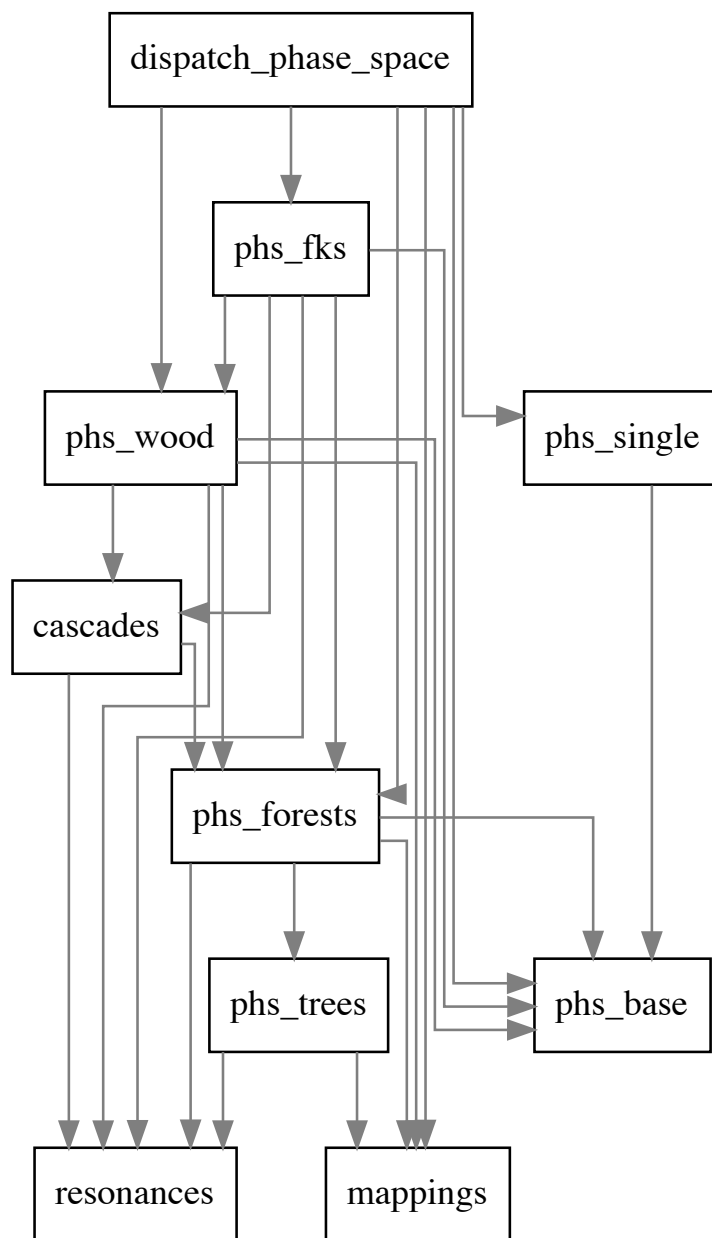 dispatch_phase_space
phs_fks
phs_wood
phs_single
cascades
phs_forests
phs_trees
phs_base
resonances
mappings